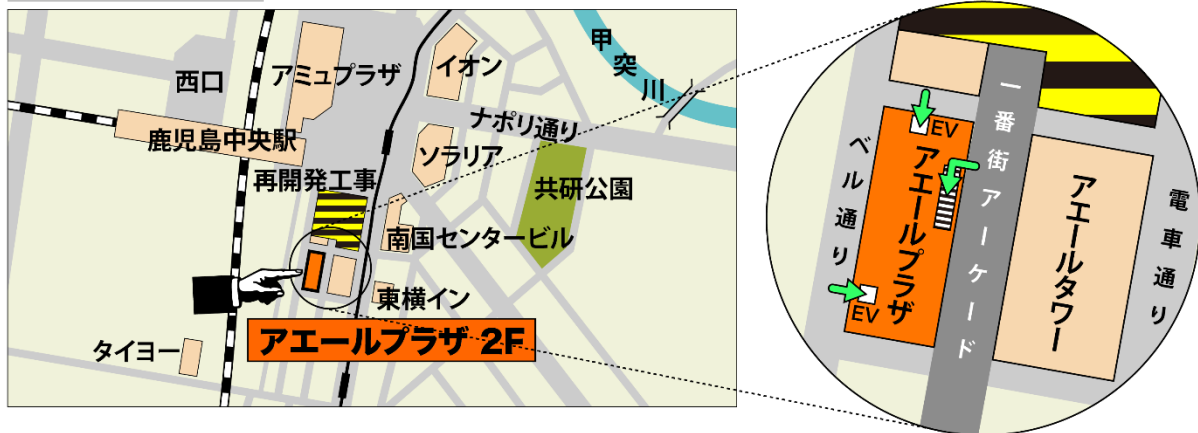 西口
アミュプラザ
イオン
甲突川
ナポリ通り
鹿児島中央駅
ソラリア
再開発工事
共研公園
南国センタービル
東横イン
アエールプラザ 2F
タイヨー
一番街アーケード
EV
ベル通り
アエールプラザ
EV
アエールタワー
電車通り